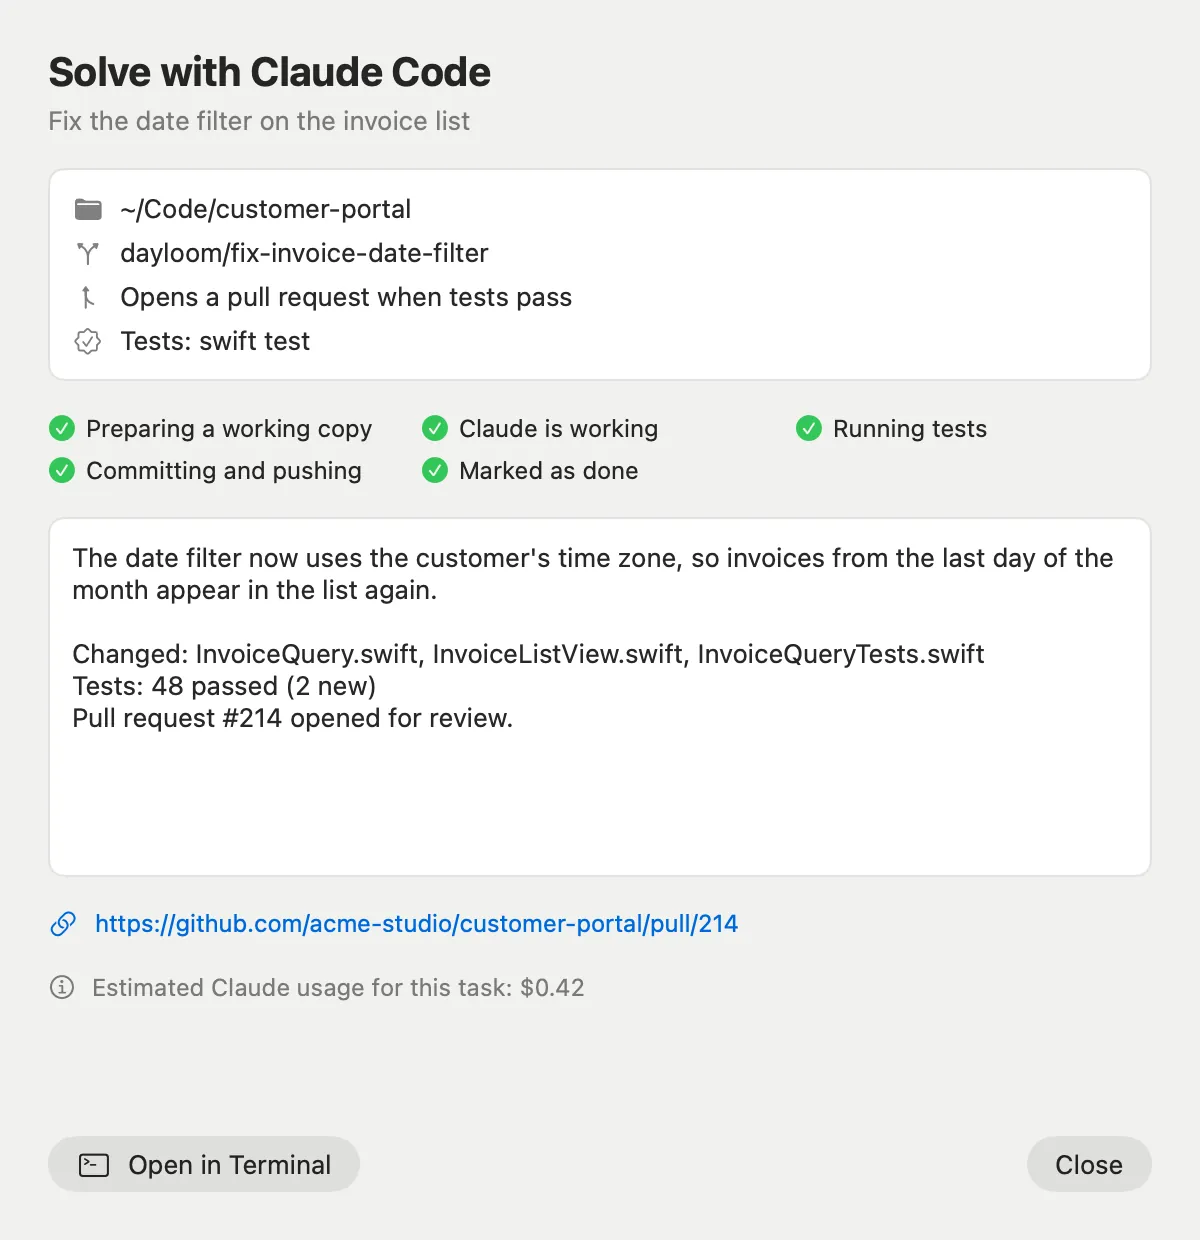 Solve with Claude Code
Fix the date filter on the invoice list
~/Code/customer-portal
dayloom/fix-invoice-date-filter
Opens a pull request when tests pass
Tests: swift test
Preparing a working copy
Claude is working
Running tests
Committing and pushing
Marked as done
The date filter now uses the customer's time zone, so invoices from the last day of the
month appear in the list again.
Changed: InvoiceQuery.swift, InvoiceListView.swift, InvoiceQueryTests.swift
Tests: 48 passed (2 new)
Pull request #214 opened for review.
https://github.com/acme-studio/customer-portal/pull/214
Estimated Claude usage for this task: $0.42
Open in Terminal
Close